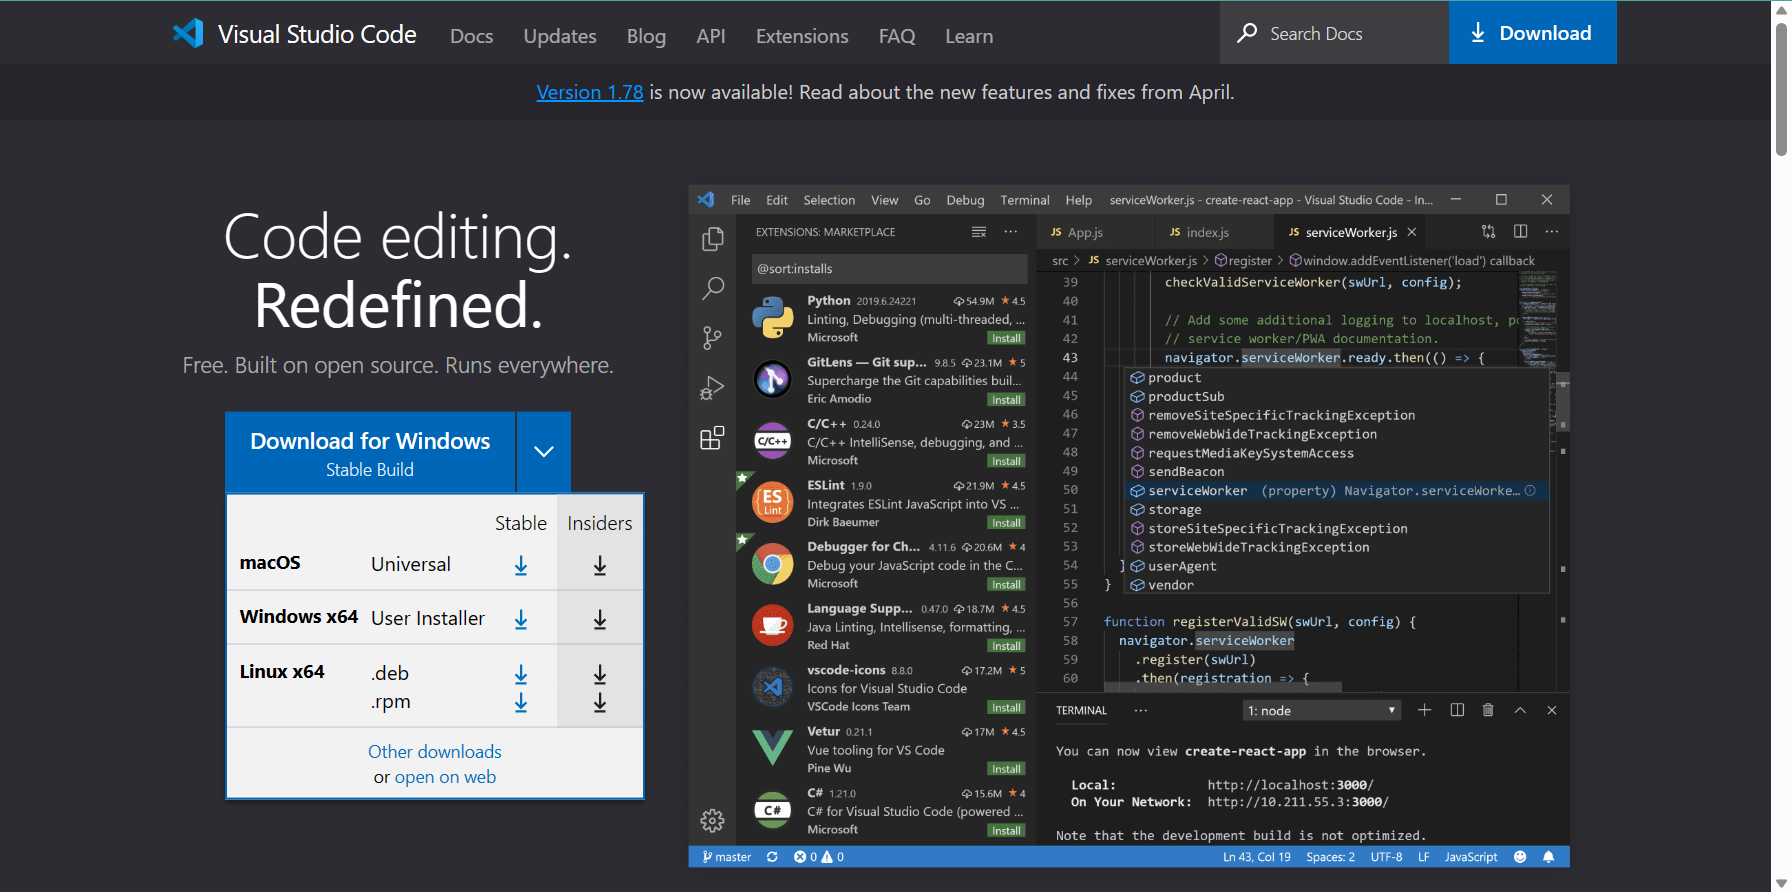 Visual Studio Code Docs Updates Blog API Extensions FAQ Learn Search Docs Download
Version 1.78 is now available! Read about the new features and fixes from April.
Code editing.
Redefined.
Free. Built on open source. Runs everywhere.
Download for Windows
Stable Build
Stable Insiders
macOS Universal
Windows x64 User Installer
Linux x64 .deb
.rpm
Other downloads
or open on web
File Edit Selection View Go Debug Terminal Help serviceWorker.js - create-react-app - Visual Studio Code - In...
EXTENSIONS: MARKETPLACE
@sort:installs
Python 2019.6.24221 54.9M 4.5
Linting, Debugging (multi-threaded, ...
Microsoft Install
GitLens — Git sup... 9.8.5 23.1M 5
Supercharge the Git capabilities buil...
Eric Amodio Install
C/C++
C/C++ 0.24.0 23M 3.5
C/C++ IntelliSense, debugging, and ...
Microsoft Install
ES
Lint
ESLint 1.9.0 21.9M 4.5
Integrates ESLint JavaScript into VS ...
Dirk Baeumer Install
Debugger for Ch... 4.11.6 20.6M 4
Debug your JavaScript code in the C...
Microsoft Install
Language Supp... 0.47.0 18.7M 4.5
Java Linting, Intellisense, formatting, ...
Red Hat Install
vscode-icons 8.8.0 17.2M 5
Icons for Visual Studio Code
VSCode Icons Team Install
Vetur 0.21.1 17M 4.5
Vue tooling for VS Code
Pine Wu Install
C#
C# 1.21.0 15.6M 4
C# for Visual Studio Code (powered ...
Microsoft Install
JS App.js JS index.js JS serviceWorker.js
src > JS serviceWorker.js > register > window.addEventListener('load') callback
39 checkValidServiceWorker(swUrl, config);
40
41 // Add some additional logging to localhost, po
42 // service worker/PWA documentation.
43 navigator.serviceWorker.ready.then(() => {
44 product
45 productSub
46 removeSiteSpecificTrackingException
47 removeWebWideTrackingException
48 requestMediaKeySystemAccess
49 sendBeacon
50 serviceWorker (property) Navigator.serviceWorke...
51 storage
52 storeSiteSpecificTrackingException
53 storeWebWideTrackingException
54 } userAgent
55 } vendor
56
57 function registerValidSW(swUrl, config) {
58 navigator.serviceWorker
59 .register(swUrl)
60 .then(registration => {
TERMINAL ... 1: node
You can now view create-react-app in the browser.
Local: http://localhost:3000/
On Your Network: http://10.211.55.3:3000/
Note that the development build is not optimized.
master 0 0 Ln 43, Col 19 Spaces: 2 UTF-8 LF JavaScript